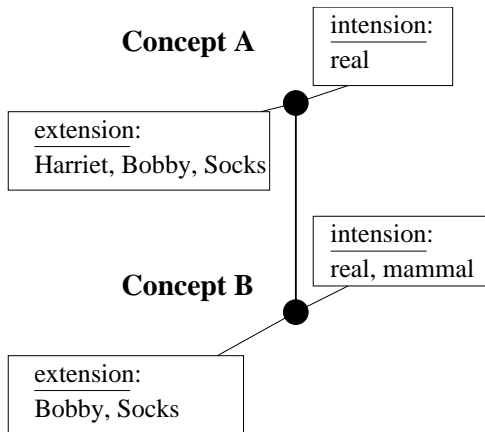 Concept A
intension:
real
extension:
Harriet, Bobby, Socks
Concept B
intension:
real, mammal
extension:
Bobby, Socks